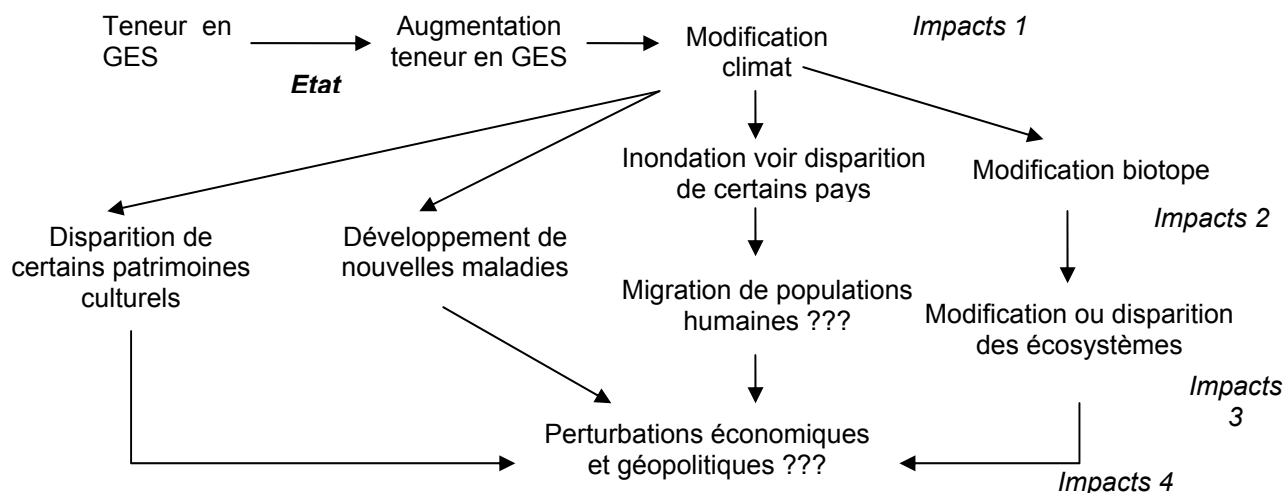 Teneur en
GES
Augmentation
teneur en GES
Modification
climat
Impacts 1
Etat
Inondation voir disparition
de certains pays
Modification biotope
Impacts 2
Disparition de
certains patrimoines
culturels
Développement de
nouvelles maladies
Migration de populations
humaines ???
Modification ou disparition
des écosystèmes
Impacts
3
Perturbations économiques
et géopolitiques ???
Impacts 4